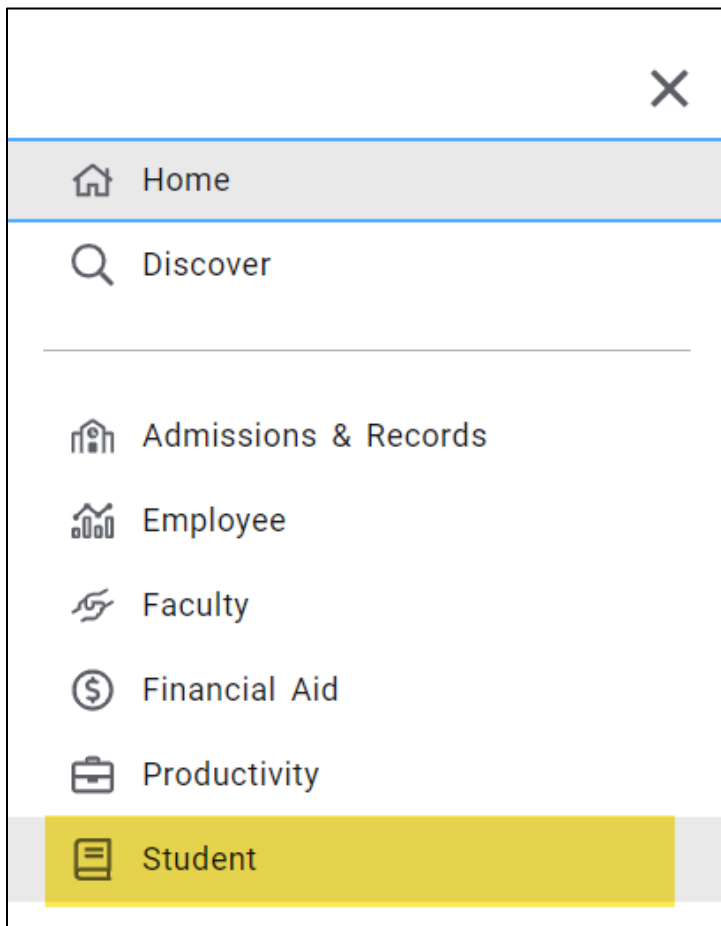 Home
Discover
Admissions & Records
Employee
Faculty
Financial Aid
Productivity
Student